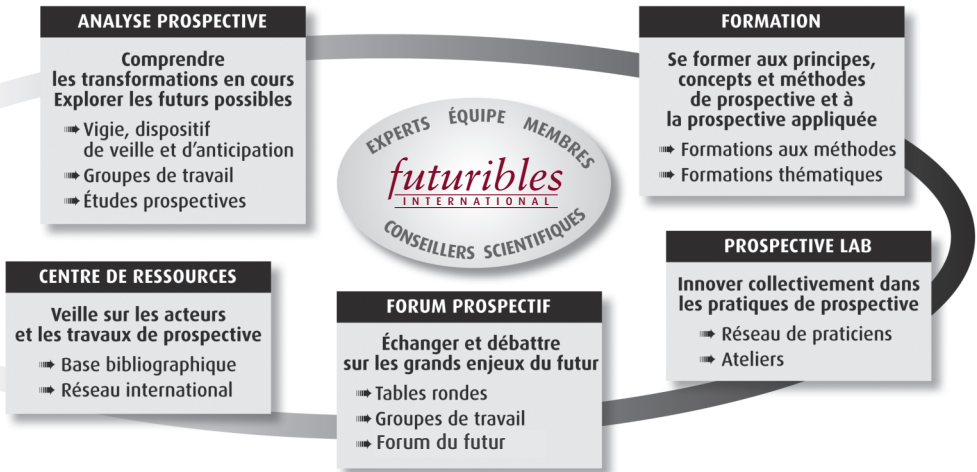 ANALYSE PROSPECTIVE
Comprendre
les transformations en cours
Explorer les futurs possibles
➠ Vigie, dispositif
de veille et d'anticipation
➠ Groupes de travail
➠ Études prospectives
FORMATION
Se former aux principes,
concepts et méthodes
de prospective et à
la prospective appliquée
➠ Formations aux méthodes
➠ Formations thématiques
EXPERTS ÉQUIPE MEMBRES
futuribles
INTERNATIONAL
CONSEILLERS SCIENTIFIQUES
CENTRE DE RESSOURCES
Veille sur les acteurs
et les travaux de prospective
➠ Base bibliographique
➠ Réseau international
FORUM PROSPECTIF
Échanger et débattre
sur les grands enjeux du futur
➠ Tables rondes
➠ Groupes de travail
➠ Forum du futur
PROSPECTIVE LAB
Innover collectivement dans
les pratiques de prospective
➠ Réseau de praticiens
➠ Ateliers